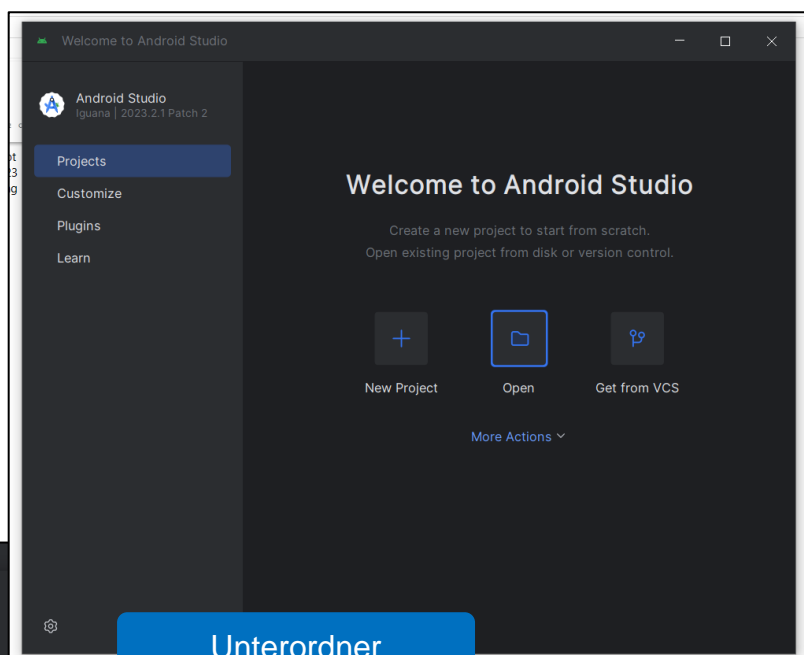 Welcome to Android Studio
Android Studio
Iguana | 2023.2.1 Patch 2
Projects
Customize
Plugins
Learn
Welcome to Android Studio
Create a new project to start from scratch.
Open existing project from disk or version control.
New Project
Open
Get from VCS
More Actions
Unterordner